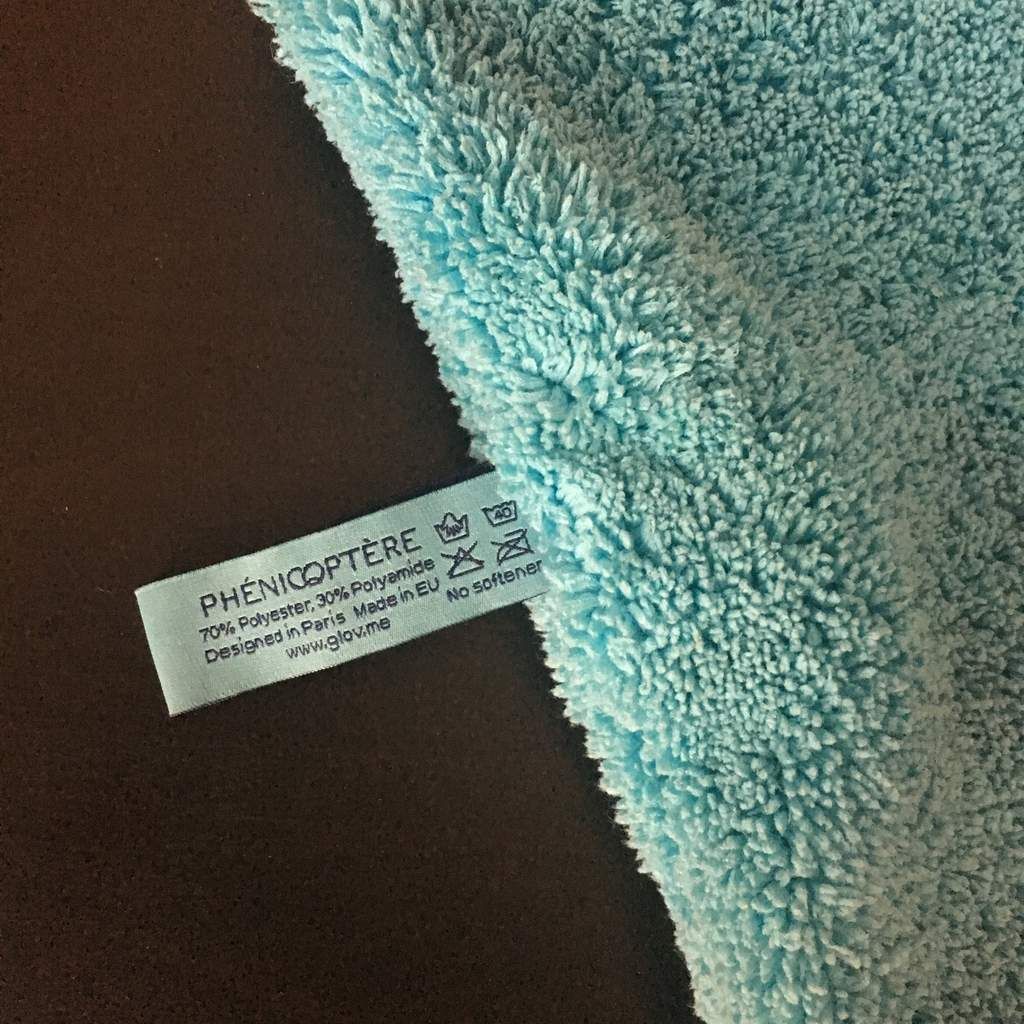 PHÉNICOPTÈRE
70% Polyester, 30% Polyamide
Designed in Paris Made in EU
www.glov.me
40
No softener